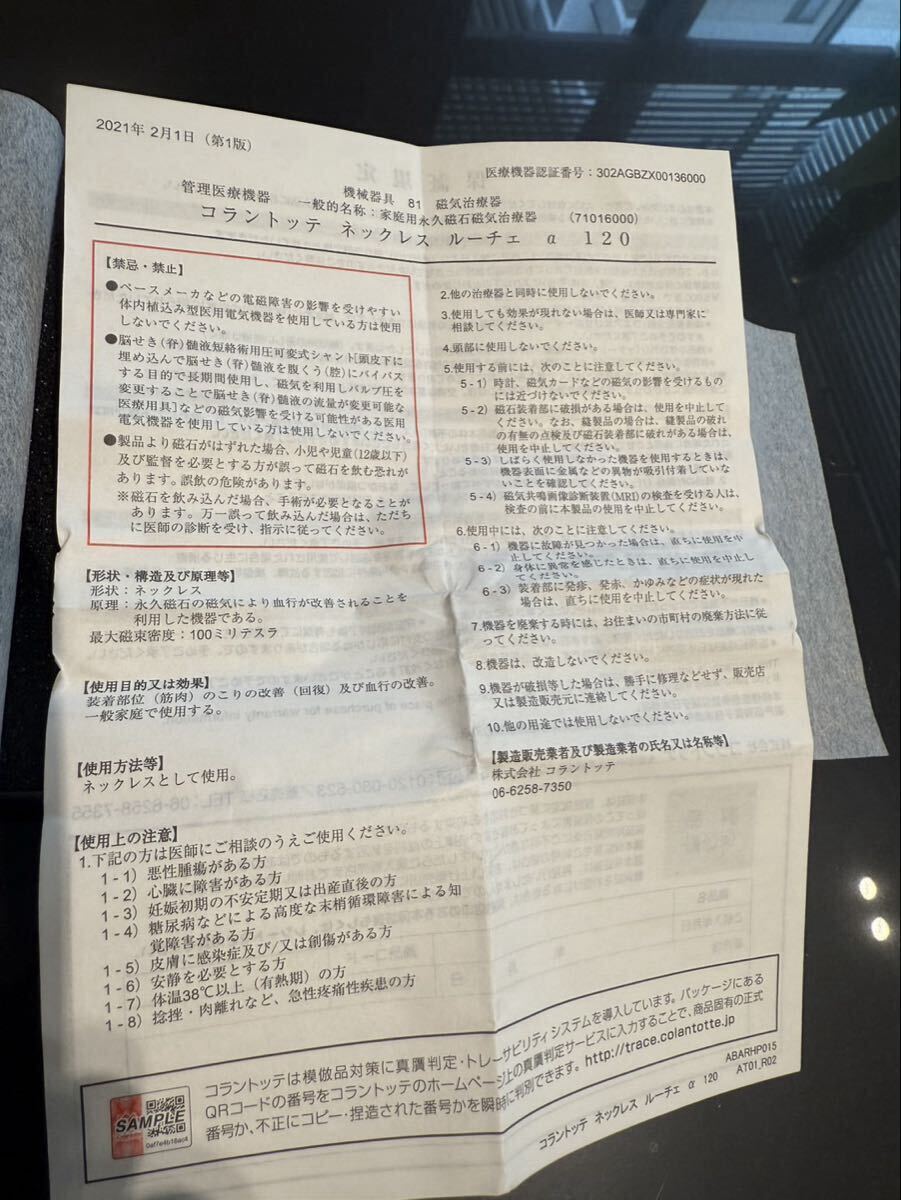 2021年 2月1日（第1版）
医療機器認証番号：302AGBZX00136000
機械器具 81 磁気治療器
管理医療機器 一般的名称：家庭用永久磁石磁気治療器 （71016000）
コラントッテ ネックレス ルーチェ α 120
【禁忌・禁止】
●ペースメーカなどの電磁障害の影響を受けやすい
体内植込み型医用電気機器を使用している方は使用
しないでください。
●脳せき(脊)髄液短絡術用圧可変式シャント[頭皮下に
埋め込んで脳せき(脊)髄液を腹くう(腔)にバイパス
する目的で長期間使用し、磁気を利用しバルブ圧を
変更することで脳せき(脊)髄液の流量が変更可能な
医療用具]などの磁気影響を受ける可能性がある医用
電気機器を使用している方は使用しないでください。
●製品より磁石がはずれた場合、小児や児童(12歳以下)
及び監督を必要とする方が誤って磁石を飲む恐れが
あります。誤飲の危険があります。
※磁石を飲み込んだ場合、手術が必要となることが
あります。万一誤って飲み込んだ場合は、ただち
に医師の診断を受け、指示に従ってください。
【形状・構造及び原理等】
形状：ネックレス
原理：永久磁石の磁気により血行が改善されることを
利用した機器である。
最大磁束密度：100ミリテスラ
【使用目的又は効果】
装着部位（筋肉）のこりの改善（回復）及び血行の改善。
一般家庭で使用する。
【使用方法等】
ネックレスとして使用。
【使用上の注意】
1.下記の方は医師にご相談のうえご使用ください。
1-1）悪性腫瘍がある方
1-2）心臓に障害がある方
1-3）妊娠初期の不安定期又は出産直後の方
1-4）糖尿病などによる高度な末梢循環障害による知
覚障害がある方
1-5）皮膚に感染症及び/又は創傷がある方
1-6）安静を必要とする方
1-7）体温38℃以上（有熱期）の方
1-8）捻挫・肉離れなど、急性疼痛性疾患の方
2.他の治療器と同時に使用しないでください。
3.使用しても効果が現れない場合は、医師又は専門家に
相談してください。
4.頭部に使用しないでください。
5.使用する前には、次のことに注意してください。
5-1）時計、磁気カードなどの磁気の影響を受けるもの
には近づけないでください。
5-2）磁石装着部に破損がある場合は、使用を中止して
ください。なお、縫製品の場合は、縫製品の破れ
の有無の点検及び磁石装着部に破れがある場合は、
使用を中止してください。
5-3）しばらく使用しなかった機器を使用するときは、
機器表面に金属などの異物が吸引付着していな
いことを確認してください。
5-4）磁気共鳴画像診断装置(MRI)の検査を受ける人は、
検査の前に本製品の使用を中止してください。
6.使用中には、次のことに注意してください。
6-1）機器に故障が見つかった場合は、直ちに使用を中
止してください。
6-2）身体に異常を感じたときは、直ちに使用を中止し
てください。
6-3）装着部に発疹、発赤、かゆみなどの症状が現れた
場合は、直ちに使用を中止してください。
7.機器を廃棄する時には、お住まいの市町村の廃棄方法に従
ってください。
8.機器は、改造しないでください。
9.機器が破損等した場合は、勝手に修理などせず、販売店
又は製造販売元に連絡してください。
10.他の用途では使用しないでください。
【製造販売業者及び製造業者の氏名又は名称等】
株式会社 コラントッテ
06-6258-7350
コラントッテは模倣品対策に真贋判定・トレーサビリティシステムを導入しています。パッケージにある
QRコードの番号をコラントッテのホームページ上の真贋判定サービスに入力することで、商品固有の正式
番号か、不正にコピー・捏造された番号かを瞬時に判別できます。http://trace.colantotte.jp
SAMPLE
0af7e4b18ac4
コラントッテ ネックレス ルーチェ α 120
ABARHP015
AT01_R02